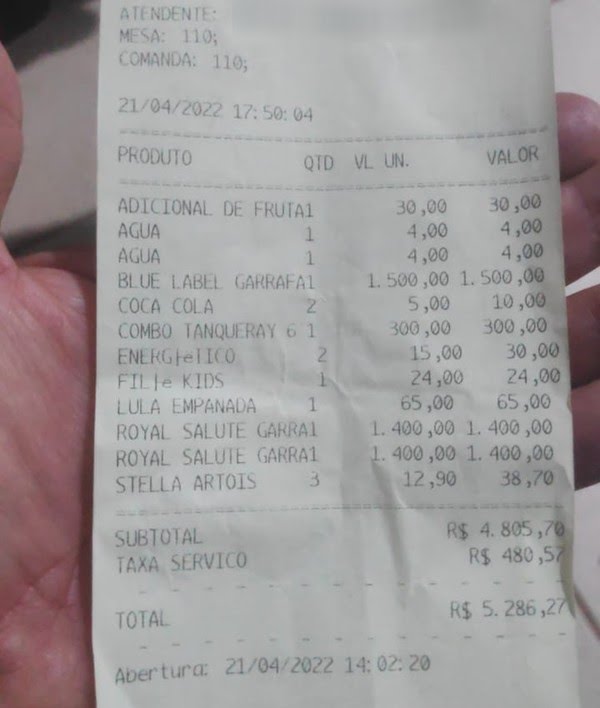 ATENDENTE:
MESA: 110;
COMANDA: 110;
21/04/2022 17:50:04
PRODUTO QTD VL UN. VALOR
ADICIONAL DE FRUTA1 30,00 30,00
AGUA 1 4,00 4,00
AGUA 1 4,00 4,00
BLUE LABEL GARRAFA1 1.500,00 1.500,00
COCA COLA 2 5,00 10,00
COMBO TANQUERAY 6 1 300,00 300,00
ENERG├eTICO 2 15,00 30,00
FIL├e KIDS 1 24,00 24,00
LULA EMPANADA 1 65,00 65,00
ROYAL SALUTE GARRA1 1.400,00 1.400,00
ROYAL SALUTE GARRA1 1.400,00 1.400,00
STELLA ARTOIS 3 12,90 38,70
SUBTOTAL R$ 4.805,70
TAXA SERVICO R$ 480,57
TOTAL R$ 5.286,27
Abertura: 21/04/2022 14:02:20